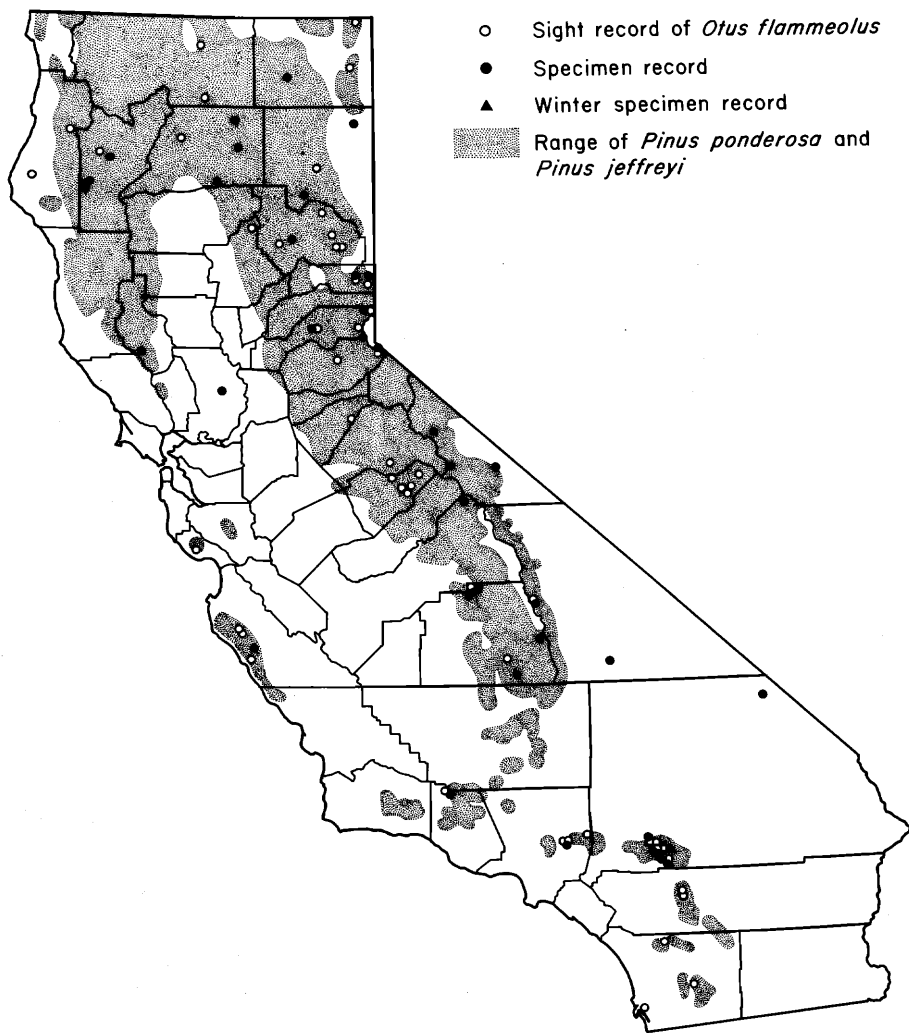 Sight record of Otus flammeolus
Specimen record
Winter specimen record
Range of Pinus ponderosa and
Pinus jeffreyi